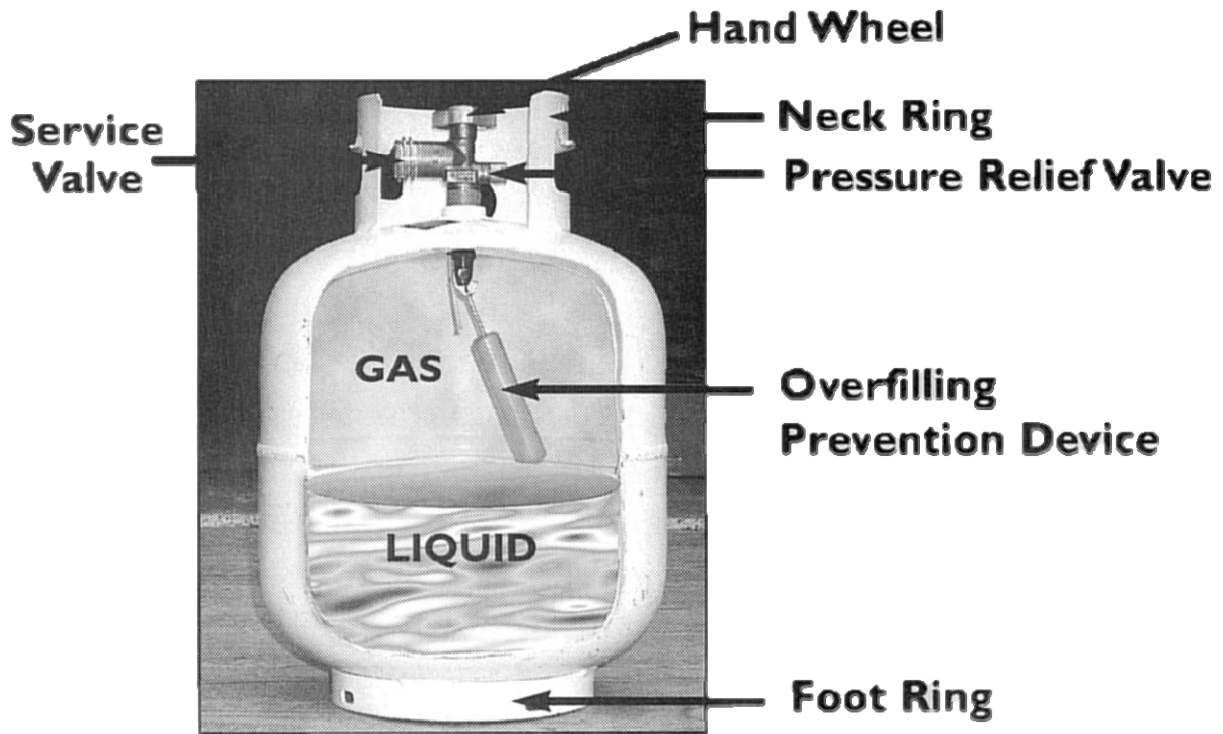 Hand Wheel
Service
Valve
Neck Ring
Pressure Relief Valve
GAS
Overfilling
Prevention Device
LIQUID
Foot Ring